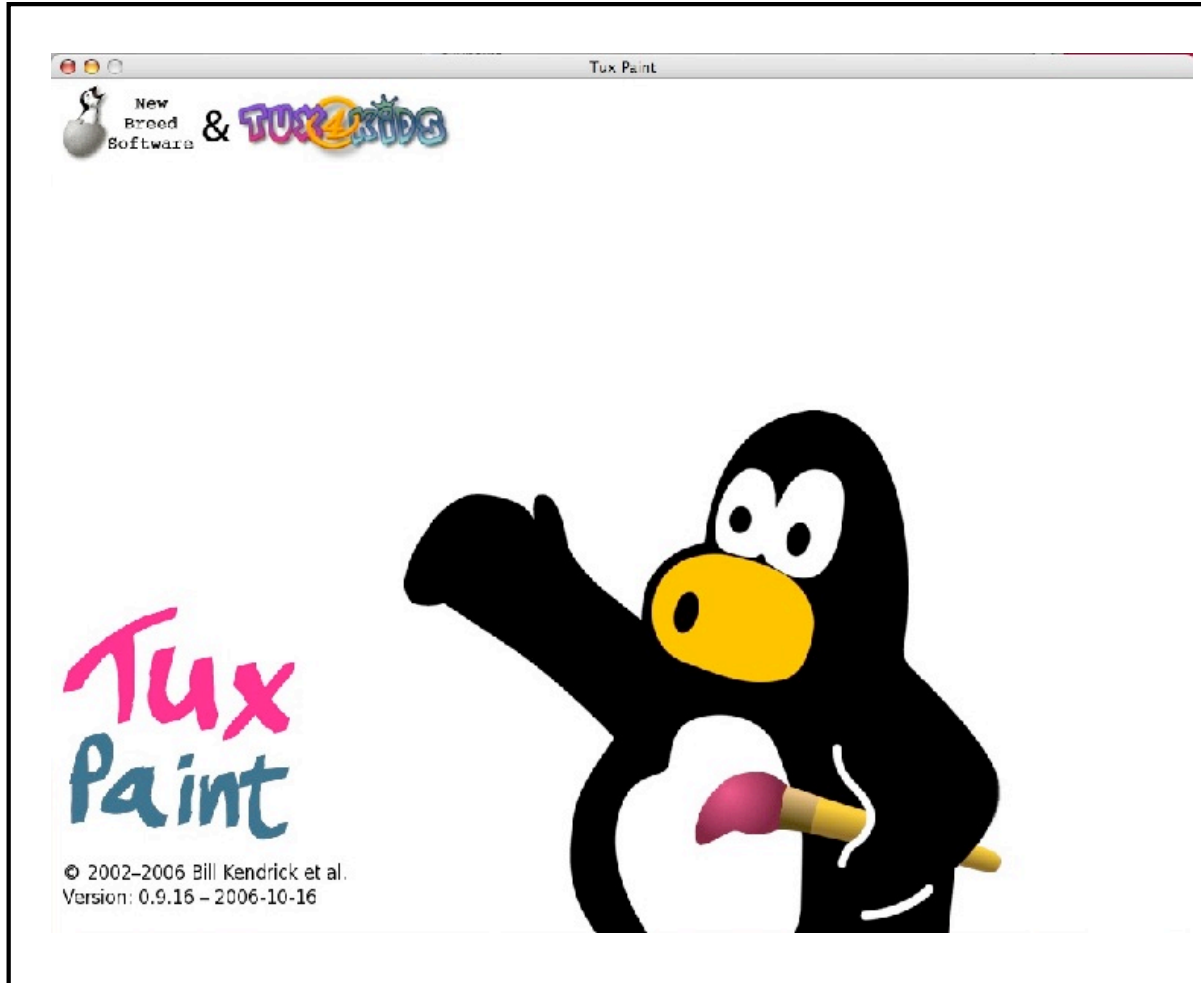 Tux Paint
New
Breed
Software
&
TUX4KIDS
Tux
Paint
© 2002–2006 Bill Kendrick et al.
Version: 0.9.16 – 2006-10-16